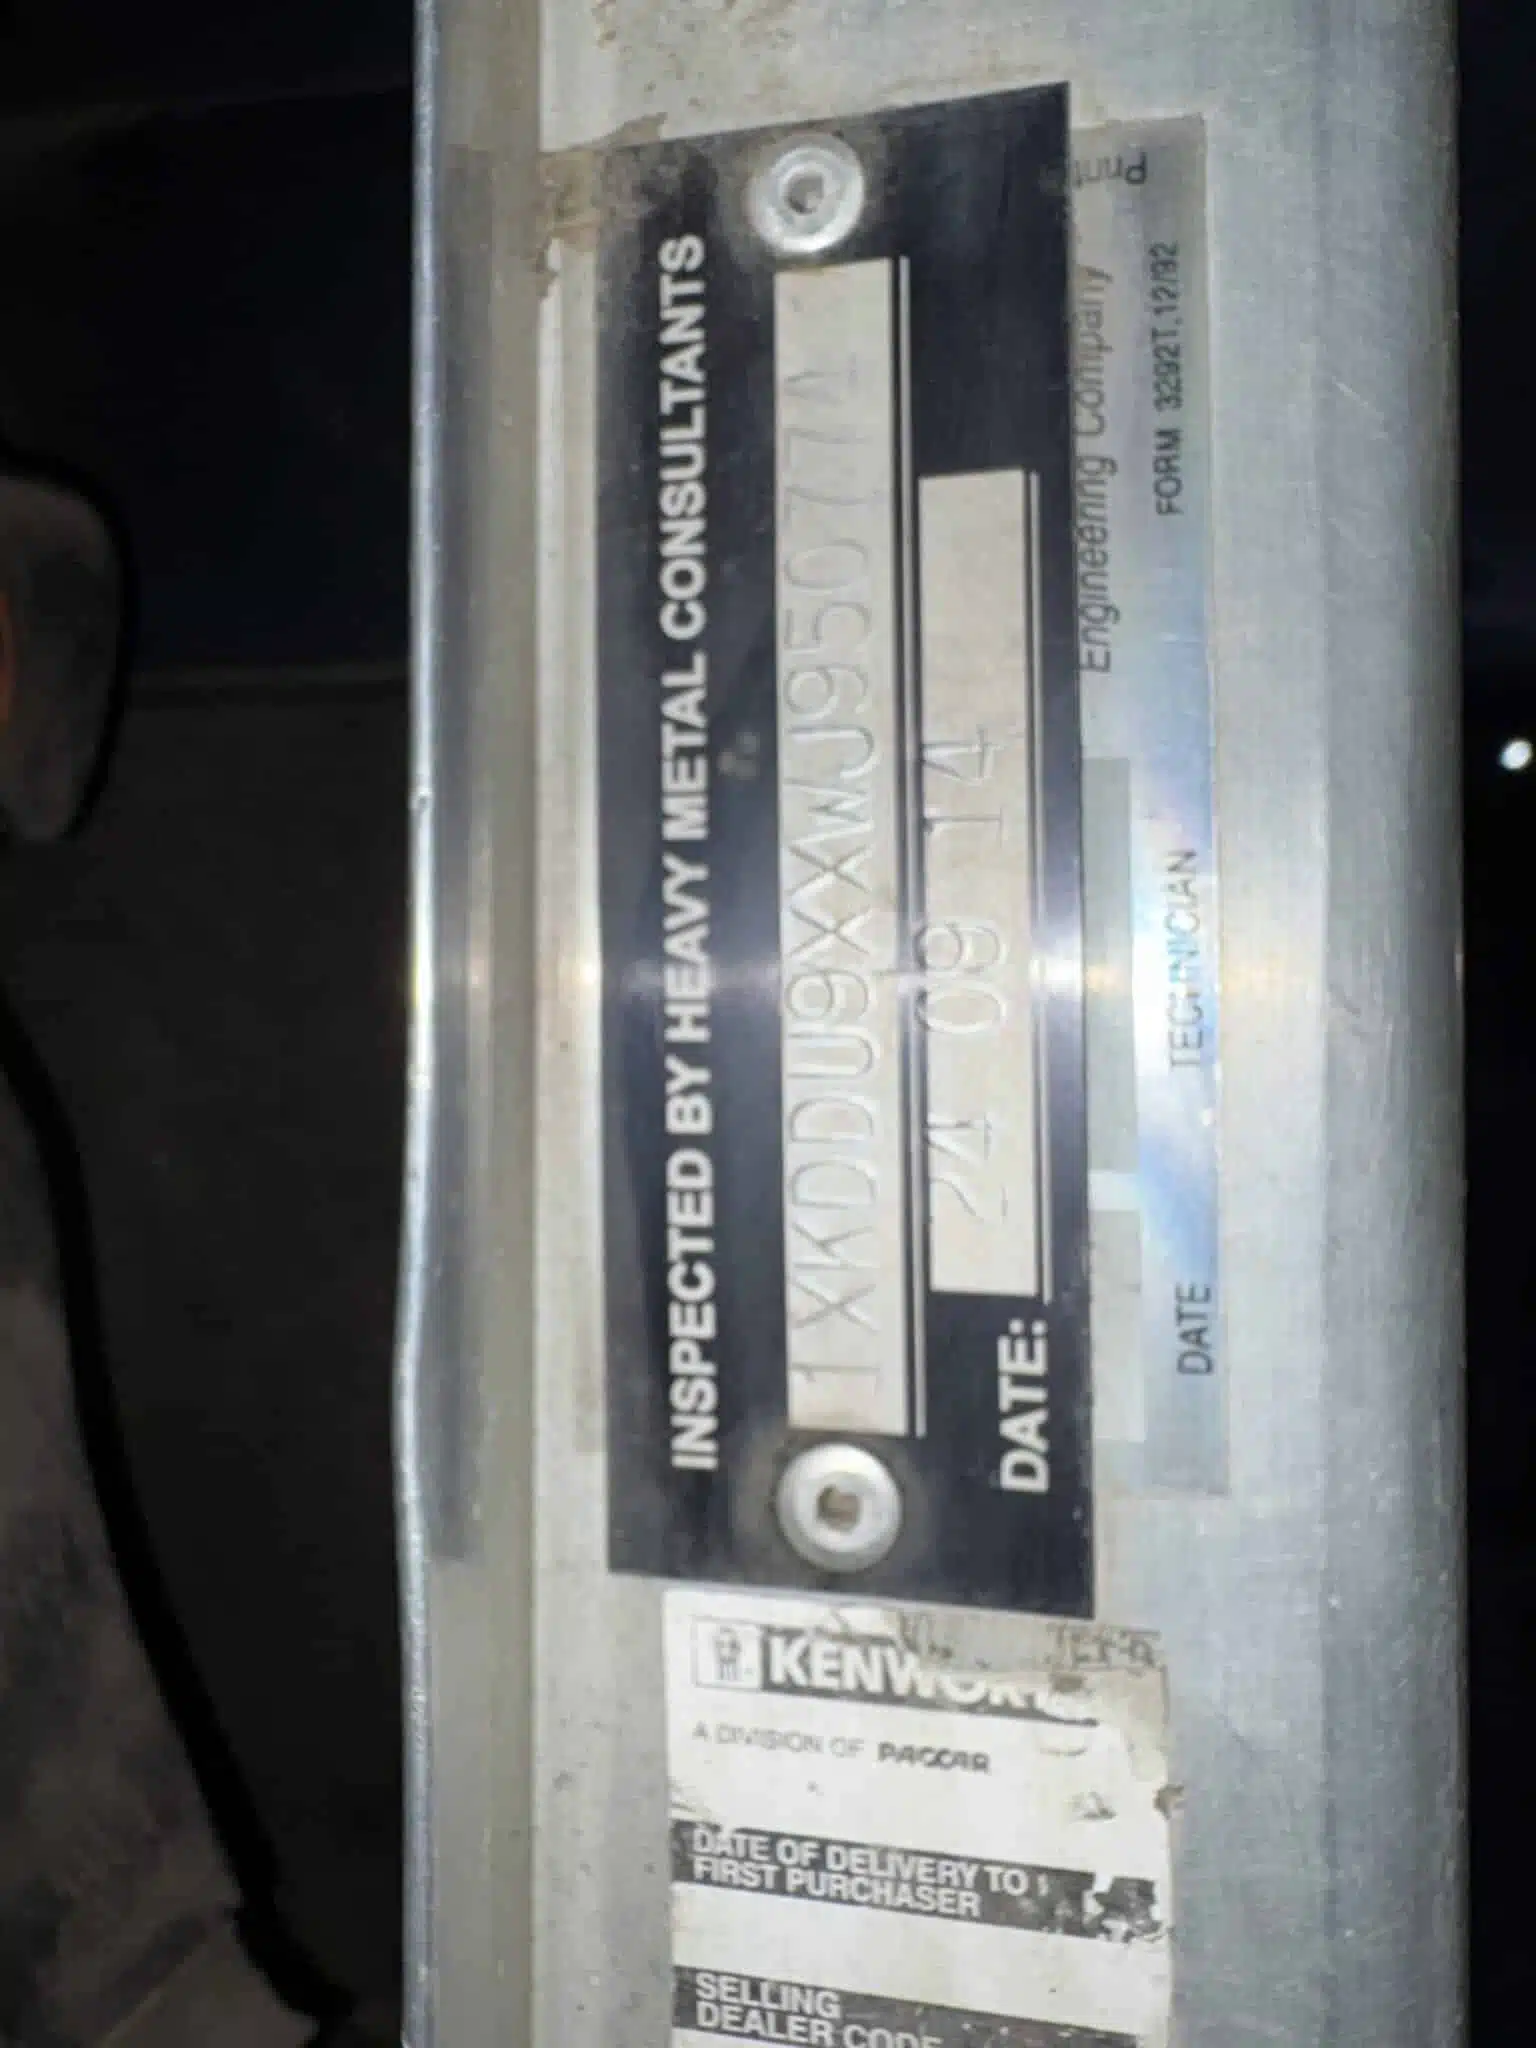 INSPECTED BY HEAVY METAL CONSULTANTS
1XKDDU9XXWJ950774
DATE: 24 09 14
Engineering Company
FORM 3292T,12/92
DATE TECHNICIAN
KENWORTH
A DIVISION OF PACCAR
DATE OF DELIVERY TO
FIRST PURCHASER
SELLING
DEALER CODE